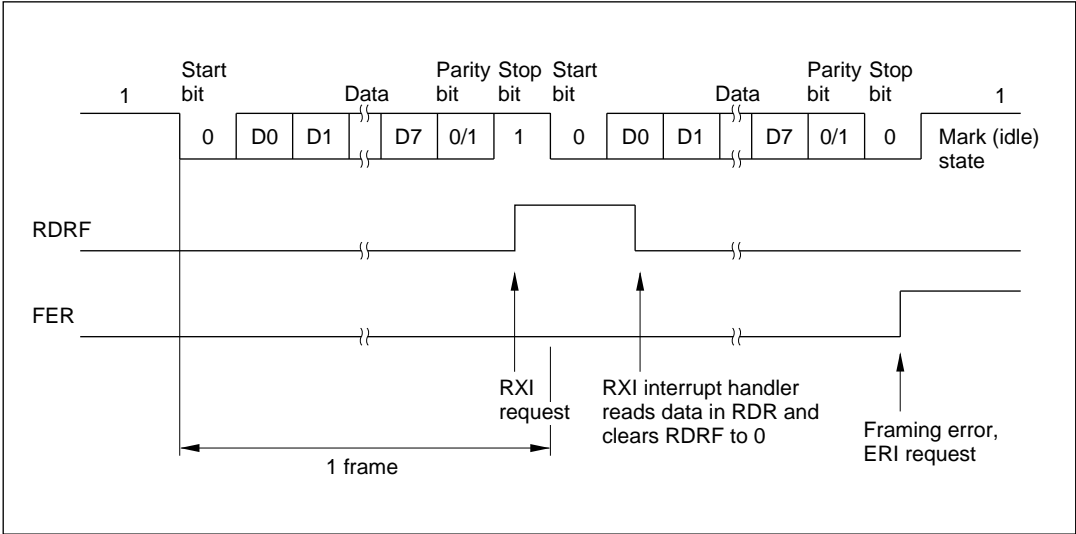 Start bit
Data
Parity bit
Stop bit
Start bit
Data
Parity bit
Stop bit
1
1
0 D0 D1 D7 0/1 1 0 D0 D1 D7 0/1 0
Mark (idle) state
RDRF
FER
RXI
request
RXI interrupt handler
reads data in RDR and
clears RDRF to 0
Framing error,
ERI request
1 frame